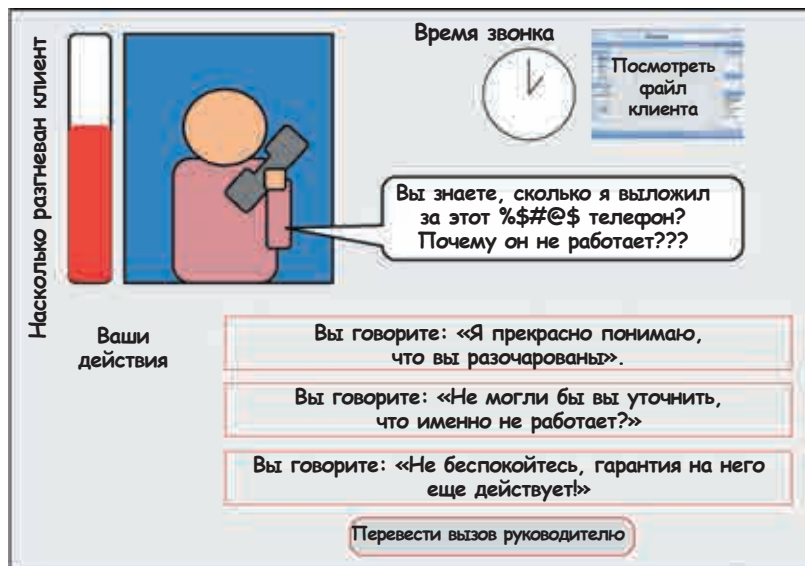 Насколько разгневан клиент
Время звонка
Посмотреть
файл
клиента
Вы знаете, сколько я выложил
за этот %$#@$ телефон?
Почему он не работает???
Ваши
действия
Вы говорите: «Я прекрасно понимаю,
что вы разочарованы».
Вы говорите: «Не могли бы вы уточнить,
что именно не работает?»
Вы говорите: «Не беспокойтесь, гарантия на него
еще действует!»
Перевести вызов руководителю